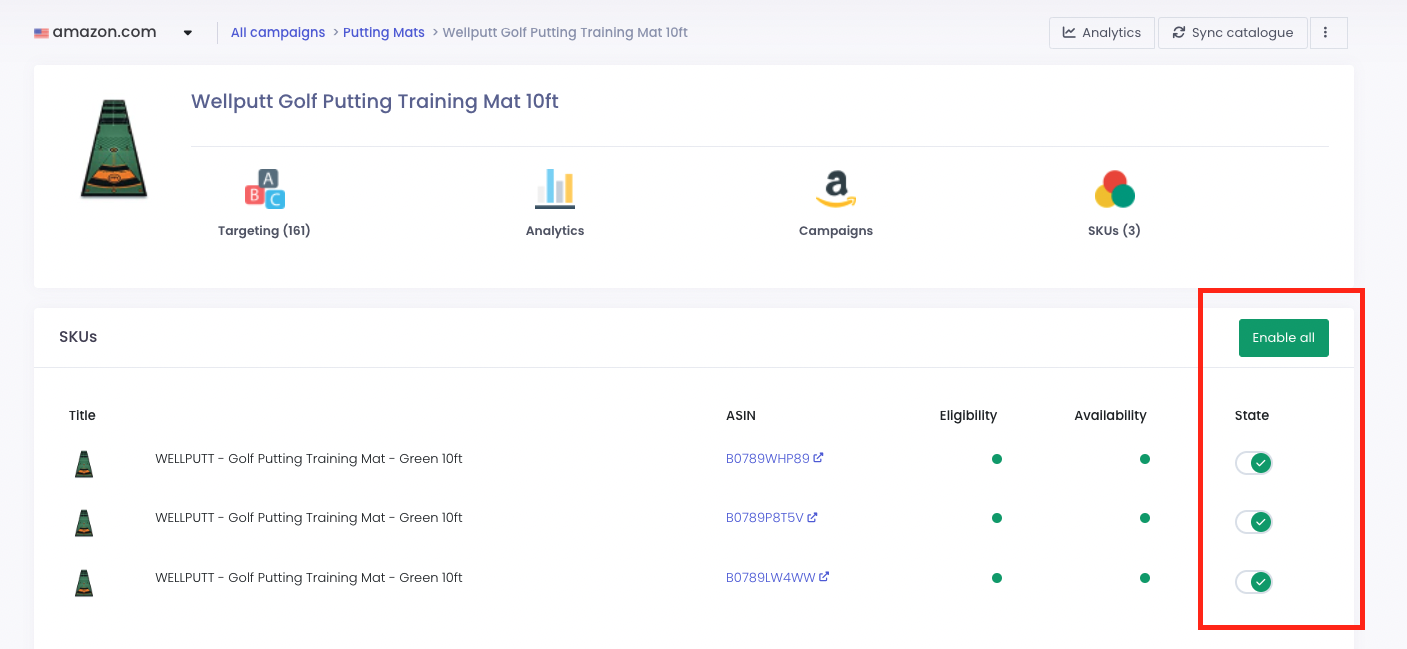 amazon.com All campaigns > Putting Mats > Wellputt Golf Putting Training Mat 10ft Analytics Sync catalogue
Wellputt Golf Putting Training Mat 10ft
A
B C
a
Targeting (161) Analytics Campaigns SKUs (3)
SKUs Enable all
Title ASIN Eligibility Availability State
WELLPUTT - Golf Putting Training Mat - Green 10ft B0789WHP89
WELLPUTT - Golf Putting Training Mat - Green 10ft B0789P8T5V
WELLPUTT - Golf Putting Training Mat - Green 10ft B0789LW4WW